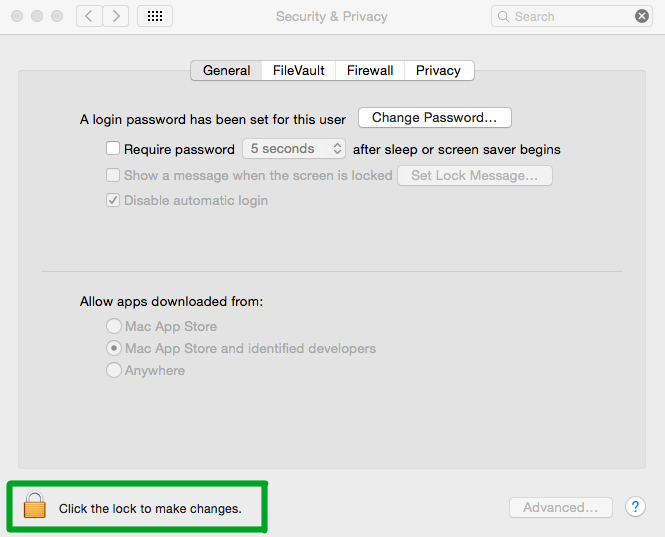 Security & Privacy
Search
General FileVault Firewall Privacy
A login password has been set for this user Change Password...
Require password 5 seconds after sleep or screen saver begins
Show a message when the screen is locked Set Lock Message...
Disable automatic login
Allow apps downloaded from:
Mac App Store
Mac App Store and identified developers
Anywhere
Click the lock to make changes.
Advanced... ?